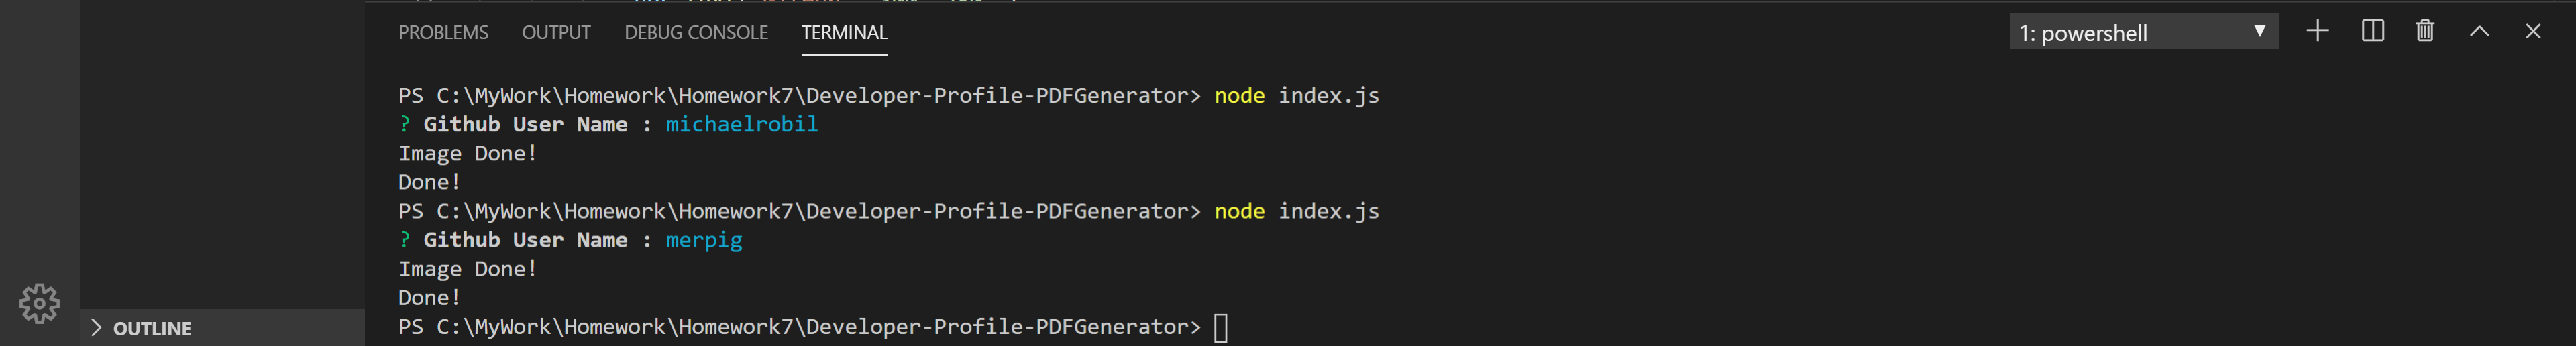 PROBLEMS OUTPUT DEBUG CONSOLE TERMINAL 1: powershell
PS C:\MyWork\Homework\Homework7\Developer-Profile-PDFGenerator> node index.js
? Github User Name : michaelrobil
Image Done!
Done!
PS C:\MyWork\Homework\Homework7\Developer-Profile-PDFGenerator> node index.js
? Github User Name : merpig
Image Done!
Done!
PS C:\MyWork\Homework\Homework7\Developer-Profile-PDFGenerator>
OUTLINE